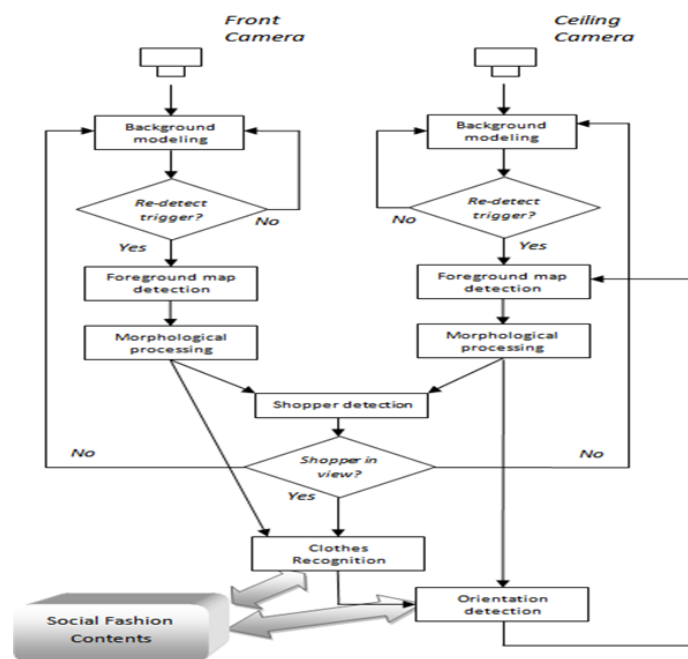 Front
Camera
Ceiling
Camera
Background
modeling
Background
modeling
Re-detect
trigger?
No
Re-detect
trigger?
No
Yes
Yes
Foreground map
detection
Foreground map
detection
Morphological
processing
Morphological
processing
Shopper detection
No
Shopper in
view?
No
Yes
Clothes
Recognition
Social Fashion
Contents
Orientation
detection